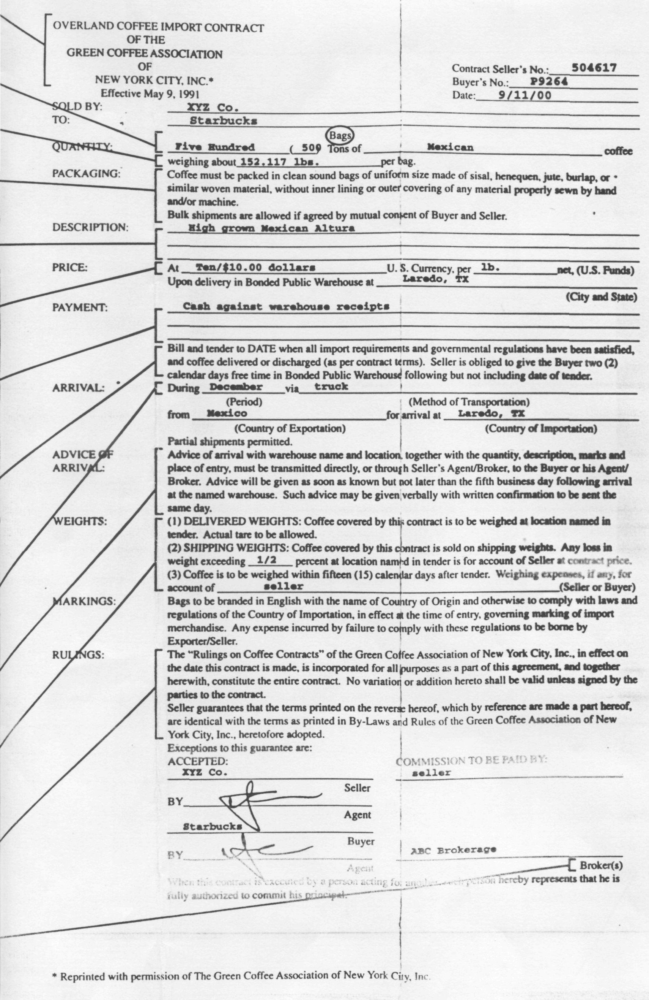 OVERLAND COFFEE IMPORT CONTRACT
OF THE
GREEN COFFEE ASSOCIATION
OF
NEW YORK CITY, INC.*
Effective May 9, 1991
Contract Seller's No.: 504617
Buyer's No.: P9264
Date: 9/11/00
SOLD BY: XYZ Co.
TO: Starbucks
Bags
QUANTITY: Five Hundred ( 500 Tons of Mexican coffee
weighing about 152.117 lbs. per bag.
PACKAGING: Coffee must be packed in clean sound bags of uniform size made of sisal, henequen, jute, burlap, or
similar woven material, without inner lining or outer covering of any material properly sewn by hand
and/or machine.
Bulk shipments are allowed if agreed by mutual consent of Buyer and Seller.
DESCRIPTION: High grown Mexican Altura
PRICE: At Ten/$10.00 dollars U. S. Currency, per lb. net, (U.S. Funds)
Upon delivery in Bonded Public Warehouse at Laredo, TX
(City and State)
PAYMENT: Cash against warehouse receipts
Bill and tender to DATE when all import requirements and governmental regulations have been satisfied,
and coffee delivered or discharged (as per contract terms). Seller is obliged to give the Buyer two (2)
calendar days free time in Bonded Public Warehouse following but not including date of tender.
ARRIVAL: During December via truck
(Period) (Method of Transportation)
from Mexico for arrival at Laredo, TX
(Country of Exportation) (Country of Importation)
Partial shipments permitted.
ADVICE OF Advice of arrival with warehouse name and location, together with the quantity, description, marks and
ARRIVAL: place of entry, must be transmitted directly, or through Seller's Agent/Broker, to the Buyer or his Agent/
Broker. Advice will be given as soon as known but not later than the fifth business day following arrival
at the named warehouse. Such advice may be given verbally with written confirmation to be sent the
same day.
WEIGHTS: (1) DELIVERED WEIGHTS: Coffee covered by this contract is to be weighed at location named in
tender. Actual tare to be allowed.
(2) SHIPPING WEIGHTS: Coffee covered by this contract is sold on shipping weights. Any loss in
weight exceeding 1/2 percent at location named in tender is for account of Seller at contract price.
(3) Coffee is to be weighed within fifteen (15) calendar days after tender. Weighing expenses, if any, for
account of seller (Seller or Buyer)
MARKINGS: Bags to be branded in English with the name of Country of Origin and otherwise to comply with laws and
regulations of the Country of Importation, in effect at the time of entry, governing marking of import
merchandise. Any expense incurred by failure to comply with these regulations to be borne by
Exporter/Seller.
RULINGS: The "Rulings on Coffee Contracts" of the Green Coffee Association of New York City, Inc., in effect on
the date this contract is made, is incorporated for all purposes as a part of this agreement, and together
herewith, constitute the entire contract. No variation or addition hereto shall be valid unless signed by the
parties to the contract.
Seller guarantees that the terms printed on the reverse hereof, which by reference are made a part hereof,
are identical with the terms as printed in By-Laws and Rules of the Green Coffee Association of New
York City, Inc., heretofore adopted.
Exceptions to this guarantee are:
ACCEPTED: COMMISSION TO BE PAID BY:
XYZ Co. seller
Seller
BY
Agent
Starbucks
Buyer
ABC Brokerage
BY
Broker(s)
Agent
When this contract is executed by a person acting for another such person hereby represents that he is
fully authorized to commit his principal.
* Reprinted with permission of The Green Coffee Association of New York City, Inc.